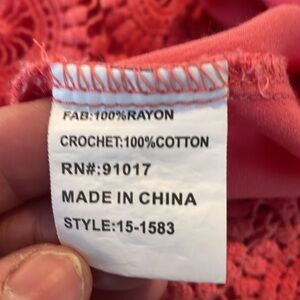 FAB:100%RAYON
CROCHET:100%COTTON
RN#:91017
MADE IN CHINA
STYLE:15-1583